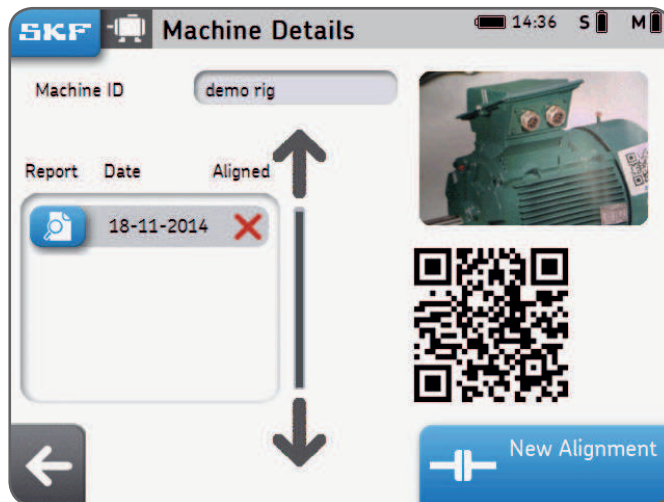 SKF Machine Details 14:36 S M
Machine ID demo rig
Report Date Aligned
18-11-2014
New Alignment